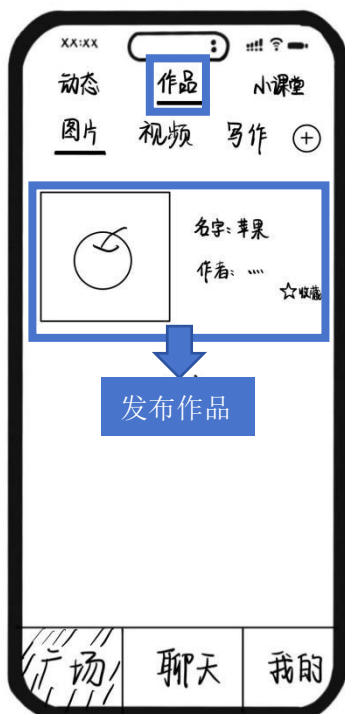 XX:XX
动态 作品 小课堂
图片 视频 写作 +
名字:苹果
作者:
☆收藏
发布作品
广场 聊天 我的